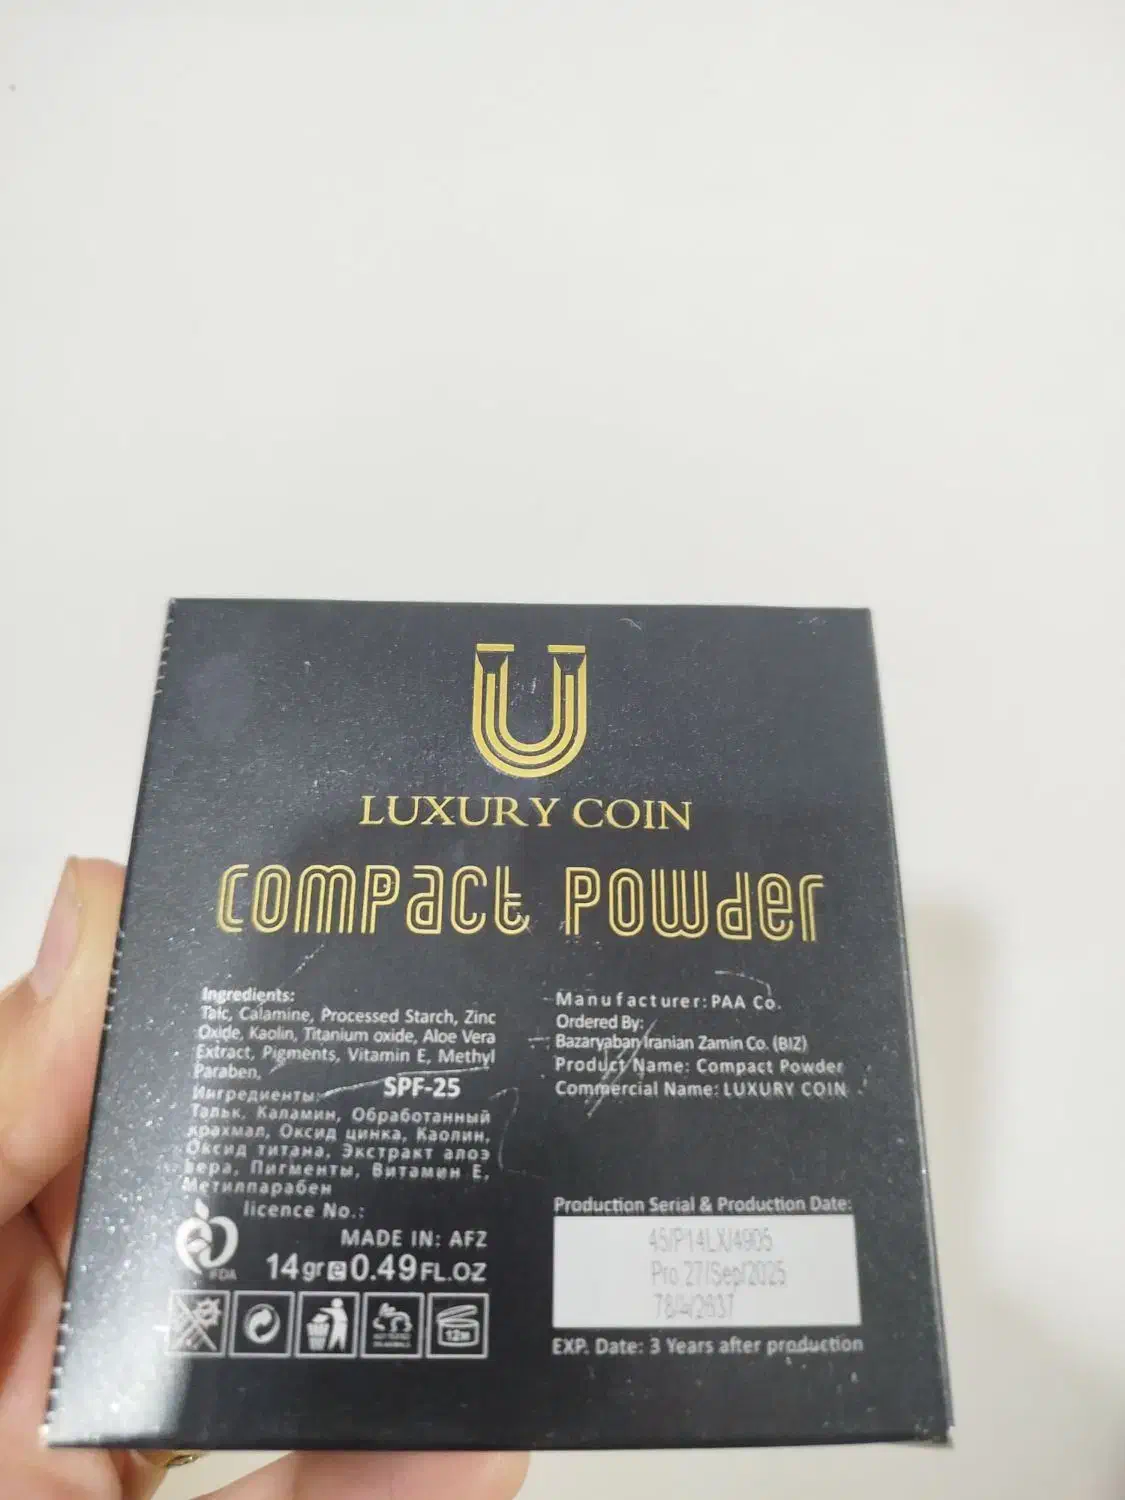 U
LUXURY COIN
Compact Powder
Ingredients:
Talc, Calamine, Processed Starch, Zinc
Oxide, Kaolin, Titanium oxide, Aloe Vera
Extract, Pigments, Vitamin E, Methyl
Paraben,
SPF-25
Ингредиенты:
Тальк, Каламин, Обработанный
крахмал, Оксид цинка, Каолин,
Оксид титана, Экстракт алоэ
вера, Пигменты, Витамин Е,
Метилпарабен
licence No.:
IFDA
MADE IN: AFZ
14gr e 0.49FL.OZ
12M
Manufacturer: PAA Co.
Ordered By:
Bazaryaban Iranian Zamin Co. (BIZ)
Product Name: Compact Powder
Commercial Name: LUXURY COIN
Production Serial & Production Date:
45/P14LX/4905
Pro 27/Sep/2025
EXP. Date: 3 Years after production